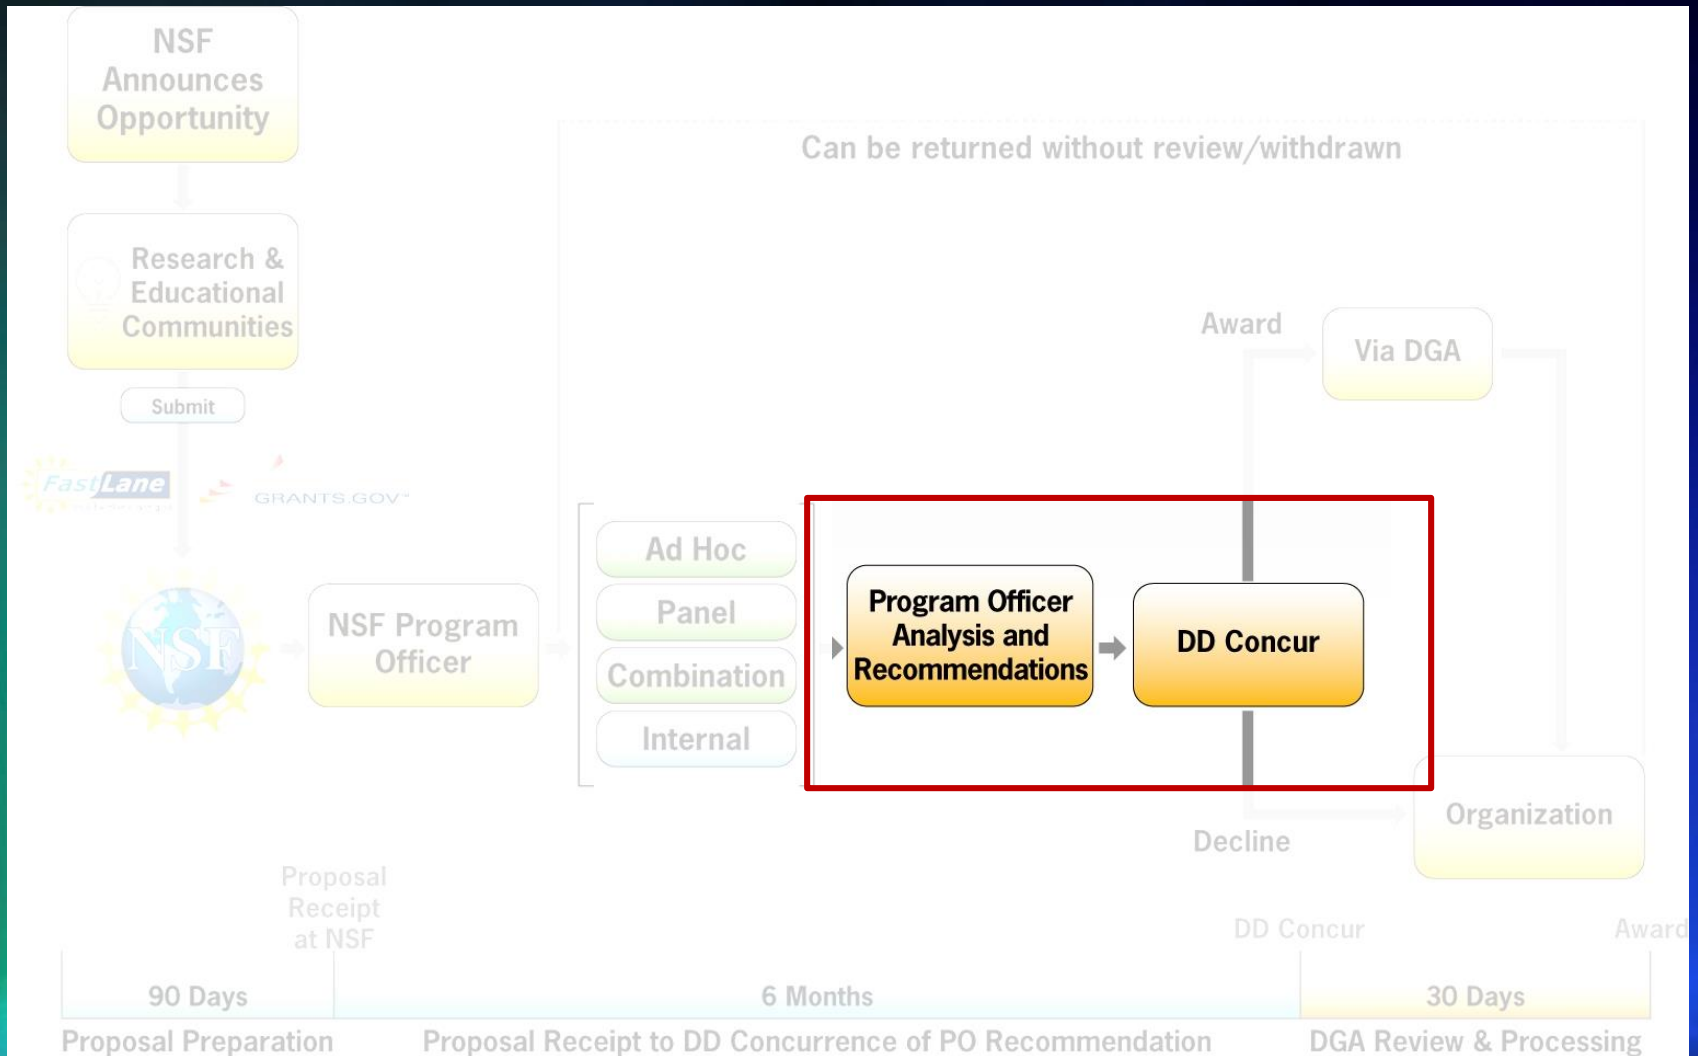 NSF
Announces
Opportunity
Can be returned without review/withdrawn
Research &
Educational
Communities
Submit
FastLane
GRANTS.GOV
NSF
NSF Program
Officer
Ad Hoc
Panel
Combination
Internal
Program Officer
Analysis and
Recommendations
DD Concur
Award
Via DGA
Decline
Organization
Proposal
Receipt
at NSF
DD Concur
Award
90 Days
6 Months
30 Days
Proposal Preparation
Proposal Receipt to DD Concurrence of PO Recommendation
DGA Review & Processing